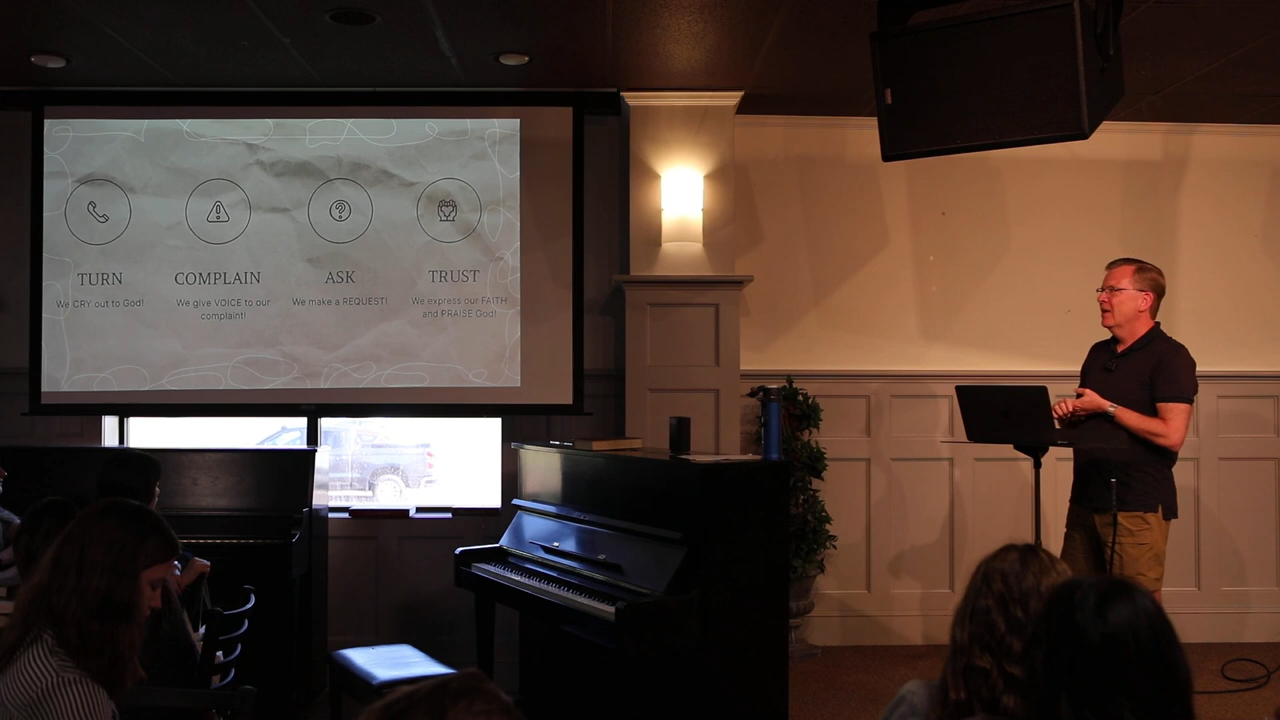 TURN
We CRY out to God!
COMPLAIN
We give VOICE to our
complaint!
ASK
We make a REQUEST!
TRUST
We express our FAITH
and PRAISE God!